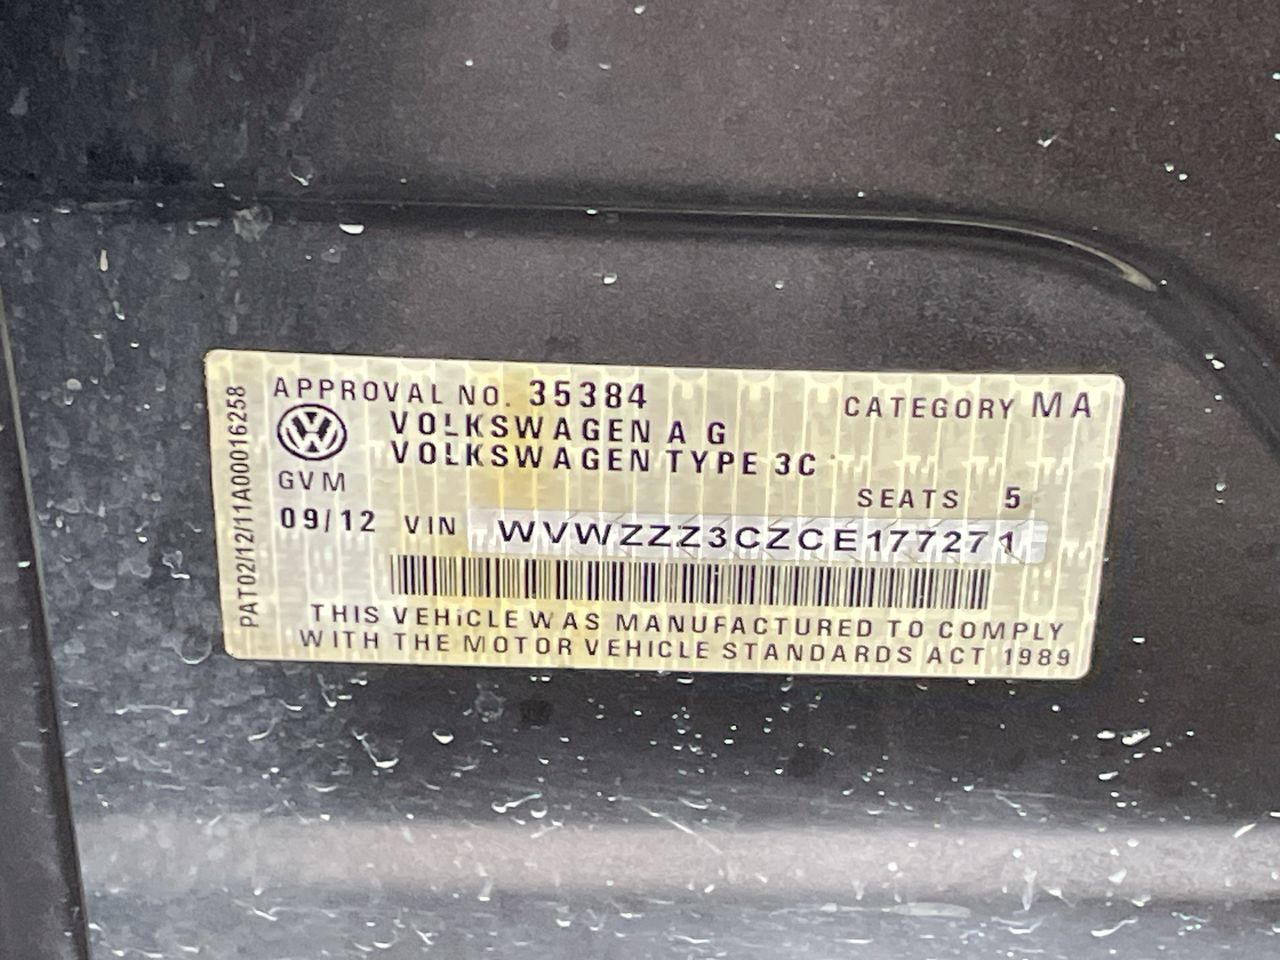 APPROVAL NO. 35384
CATEGORY MA
VOLKSWAGEN AG
VOLKSWAGEN TYPE 3C
GVM
SEATS 5
09/12 VIN WVWZZZ3CZCE177271
THIS VEHiCLE WAS MANUFACTURED TO COMPLY
WITH THE MOTOR VEHICLE STANDARDS ACT 1989
PAT02/12/11A00016258